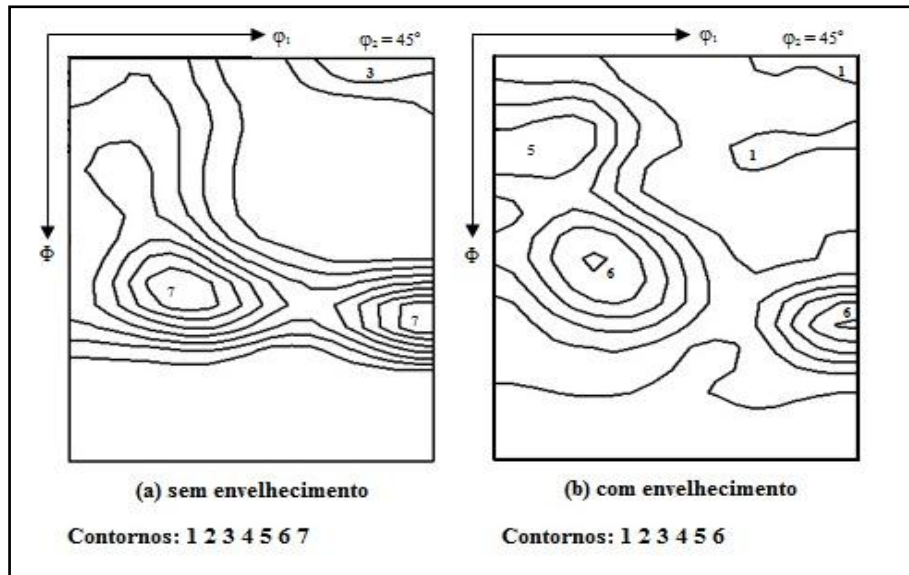 φ₁ φ₂ = 45°
Φ
3
7
7
(a) sem envelhecimento
Contornos: 1 2 3 4 5 6 7
φ₁ φ₂ = 45°
Φ
1
5
1
6
6
(b) com envelhecimento
Contornos: 1 2 3 4 5 6